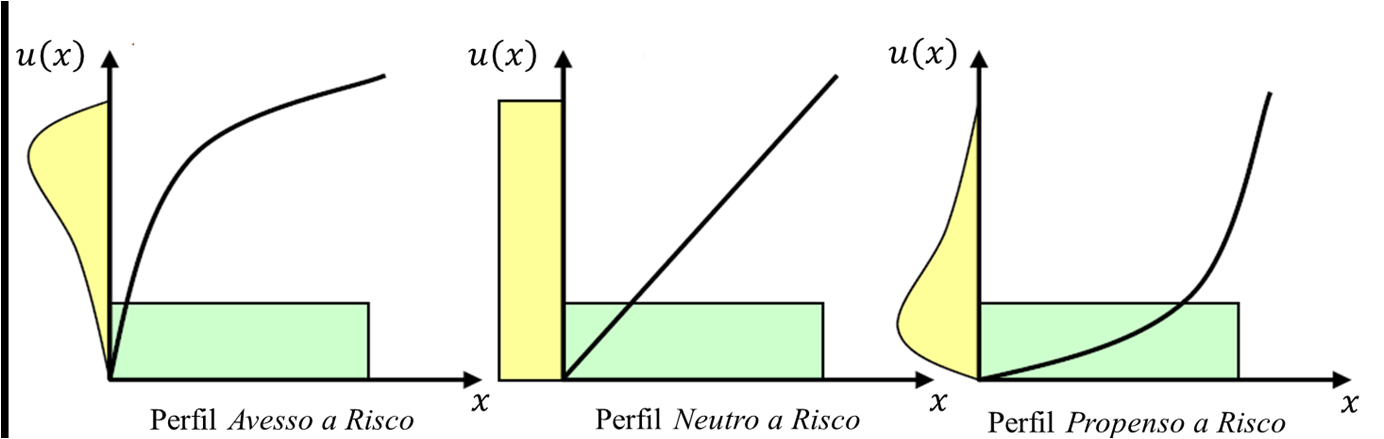 u(x)
u(x)
u(x)
x
x
x
Perfil Avesso a Risco
Perfil Neutro a Risco
Perfil Propenso a Risco